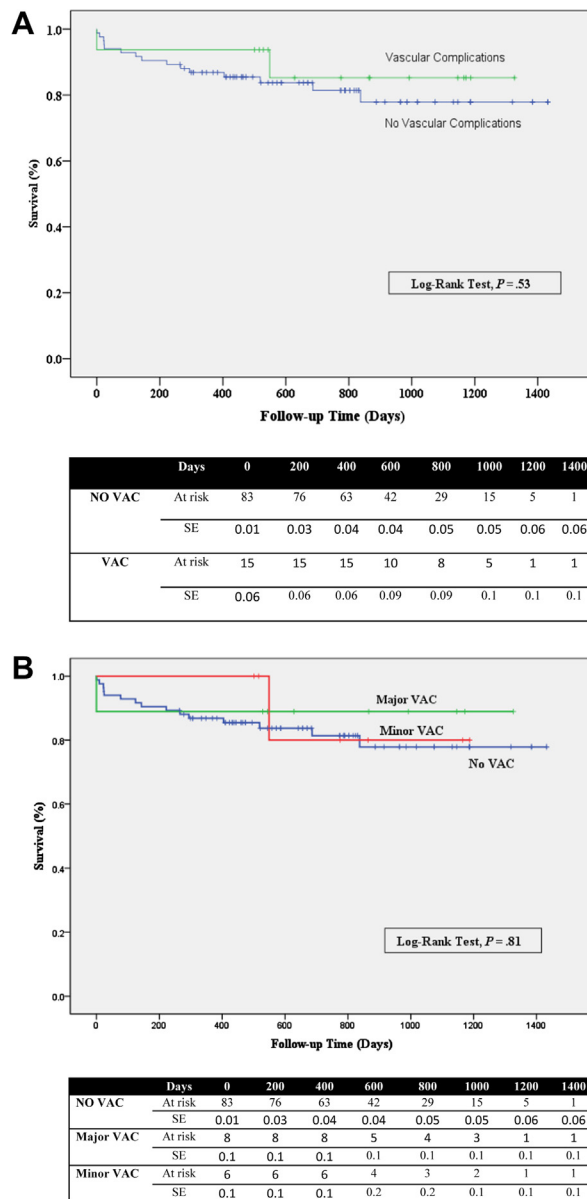 A
1.0
Vascular Complications
0.8
No Vascular Complications
0.6
Survival (%)
0.4
Log-Rank Test, P = .53
0.2
0.0
0 200 400 600 800 1000 1200 1400
Follow-up Time (Days)
Days 0 200 400 600 800 1000 1200 1400
NO VAC At risk 83 76 63 42 29 15 5 1
SE 0.01 0.03 0.04 0.04 0.05 0.05 0.06 0.06
VAC At risk 15 15 15 10 8 5 1 1
SE 0.06 0.06 0.06 0.09 0.09 0.1 0.1 0.1
B
1.0
Major VAC
0.8
Minor VAC
No VAC
0.6
Survival (%)
0.4
0.2
Log-Rank Test, P = .81
0.0
0 200 400 600 800 1000 1200 1400
Follow-up Time (Days)
Days 0 200 400 600 800 1000 1200 1400
NO VAC At risk 83 76 63 42 29 15 5 1
SE 0.01 0.03 0.04 0.04 0.05 0.05 0.06 0.06
Major VAC At risk 8 8 8 5 4 3 1 1
SE 0.1 0.1 0.1 0.1 0.1 0.1 0.1 0.1
Minor VAC At risk 6 6 6 4 3 2 1 1
SE 0.1 0.1 0.1 0.2 0.2 0.1 0.1 0.1